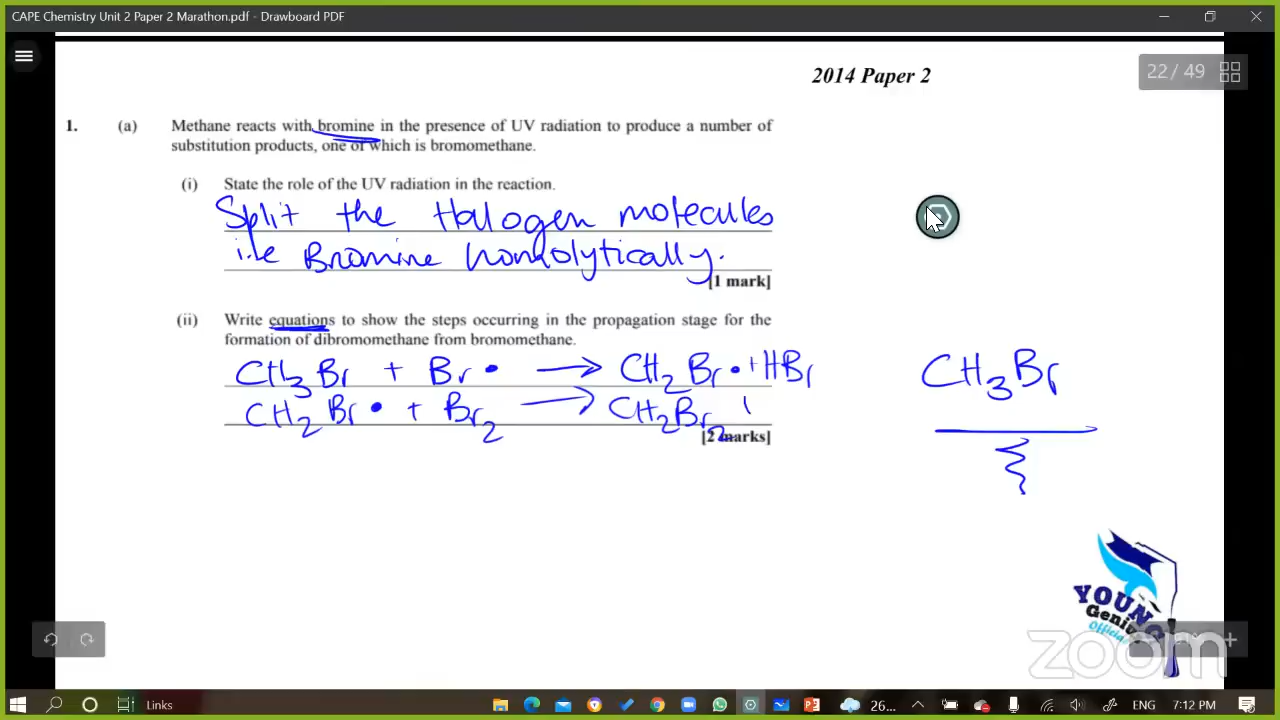 CAPE Chemistry Unit 2 Paper 2 Marathon.pdf - Drawboard PDF
22 / 49
2014 Paper 2
1. (a) Methane reacts with bromine in the presence of UV radiation to produce a number of
substitution products, one of which is bromomethane.
(i) State the role of the UV radiation in the reaction.
Split the Halogen molecules
i.e Bromine homolytically.
[1 mark]
(ii) Write equations to show the steps occurring in the propagation stage for the
formation of dibromomethane from bromomethane.
CH3Br + Br• → CH2Br• + HBr
CH2Br• + Br2 → CH2Br2
[2 marks]
CH3Br
YOUNG
Official
zoom
Links
26...
ENG
7:12 PM